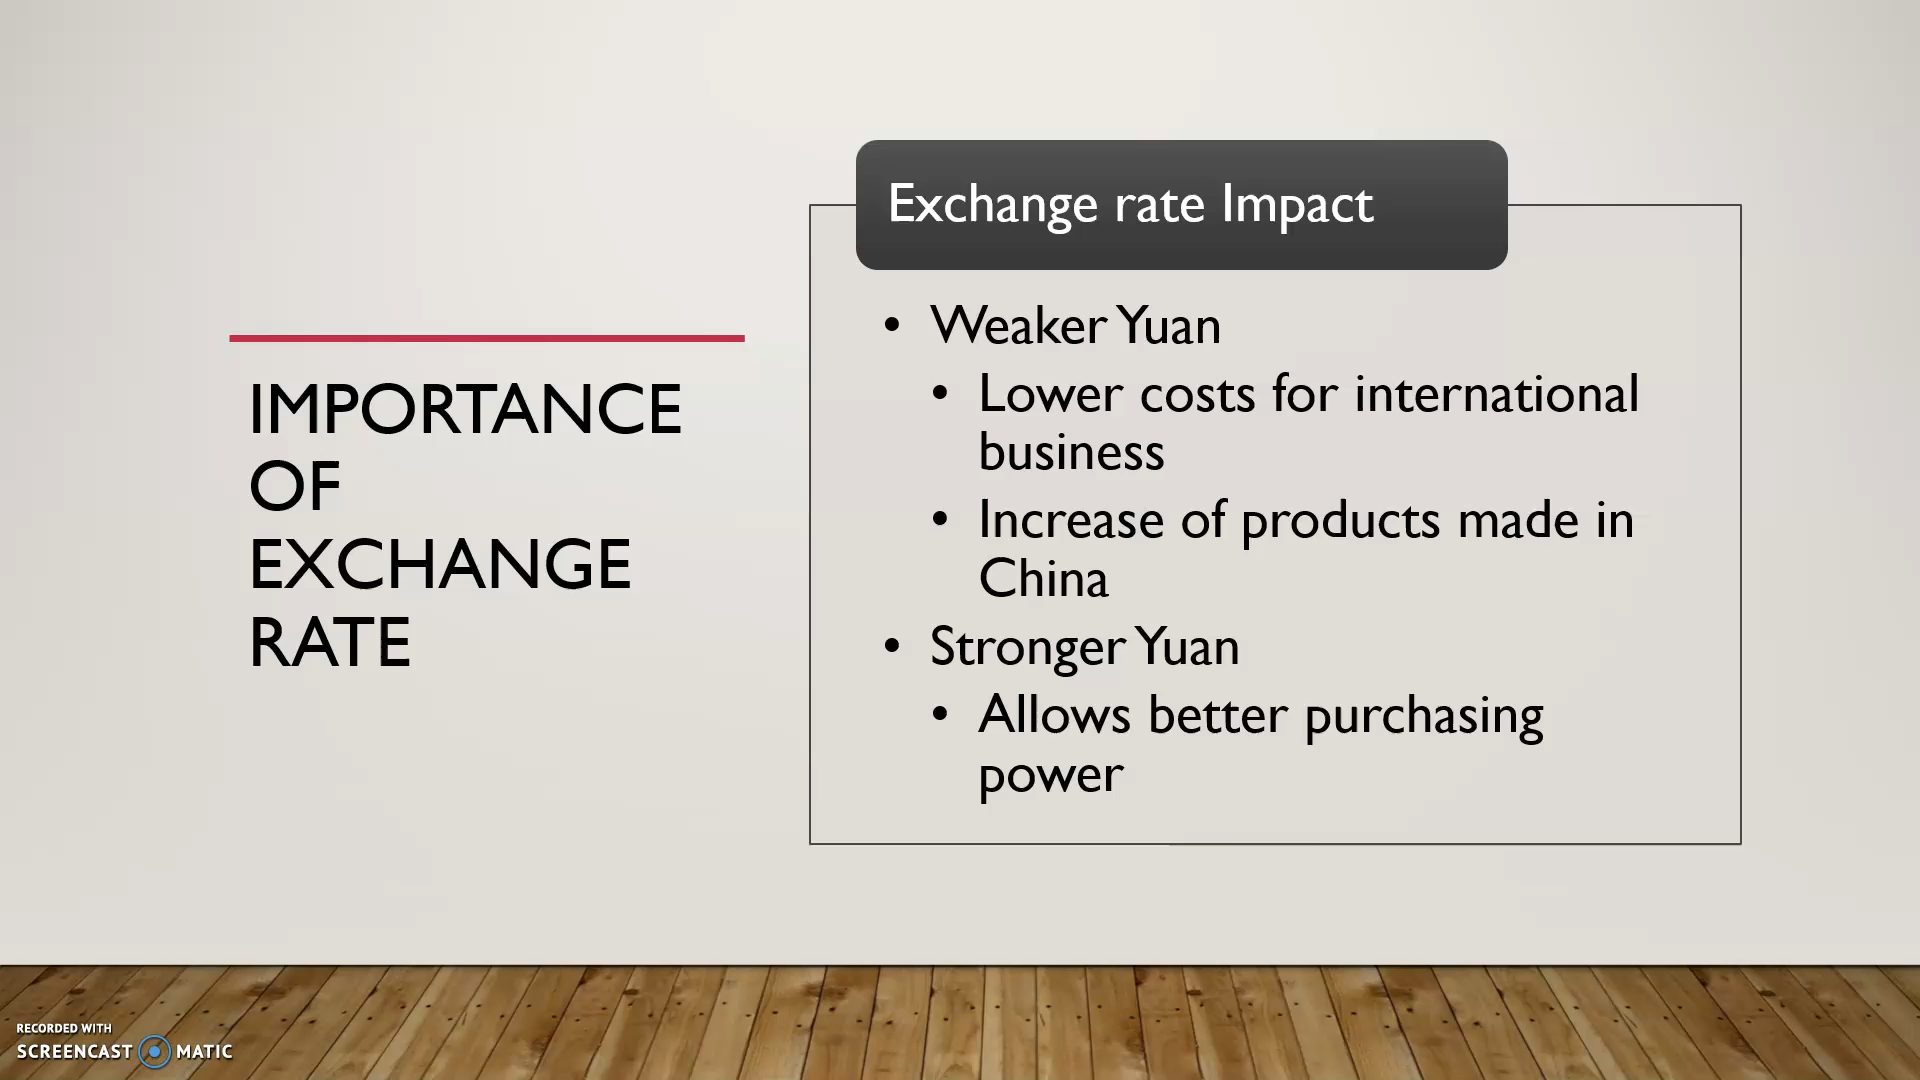 IMPORTANCE
OF
EXCHANGE
RATE
Exchange rate Impact
• Weaker Yuan
• Lower costs for international
business
• Increase of products made in
China
• Stronger Yuan
• Allows better purchasing
power
RECORDED WITH
SCREENCAST MATIC